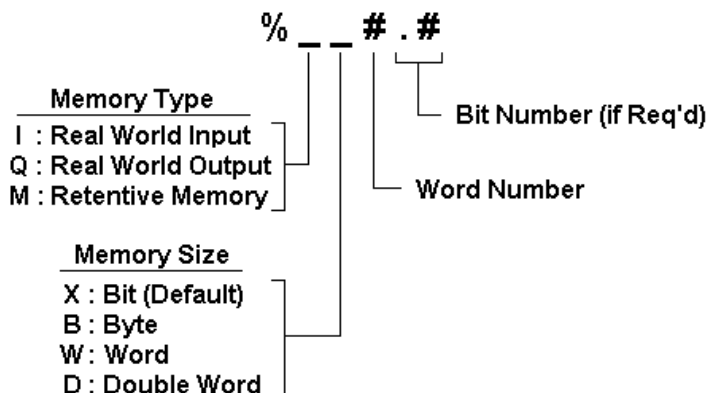 % _ _ # . #
Memory Type
I : Real World Input
Q : Real World Output
M : Retentive Memory
Bit Number (if Req'd)
Word Number
Memory Size
X : Bit (Default)
B : Byte
W : Word
D : Double Word